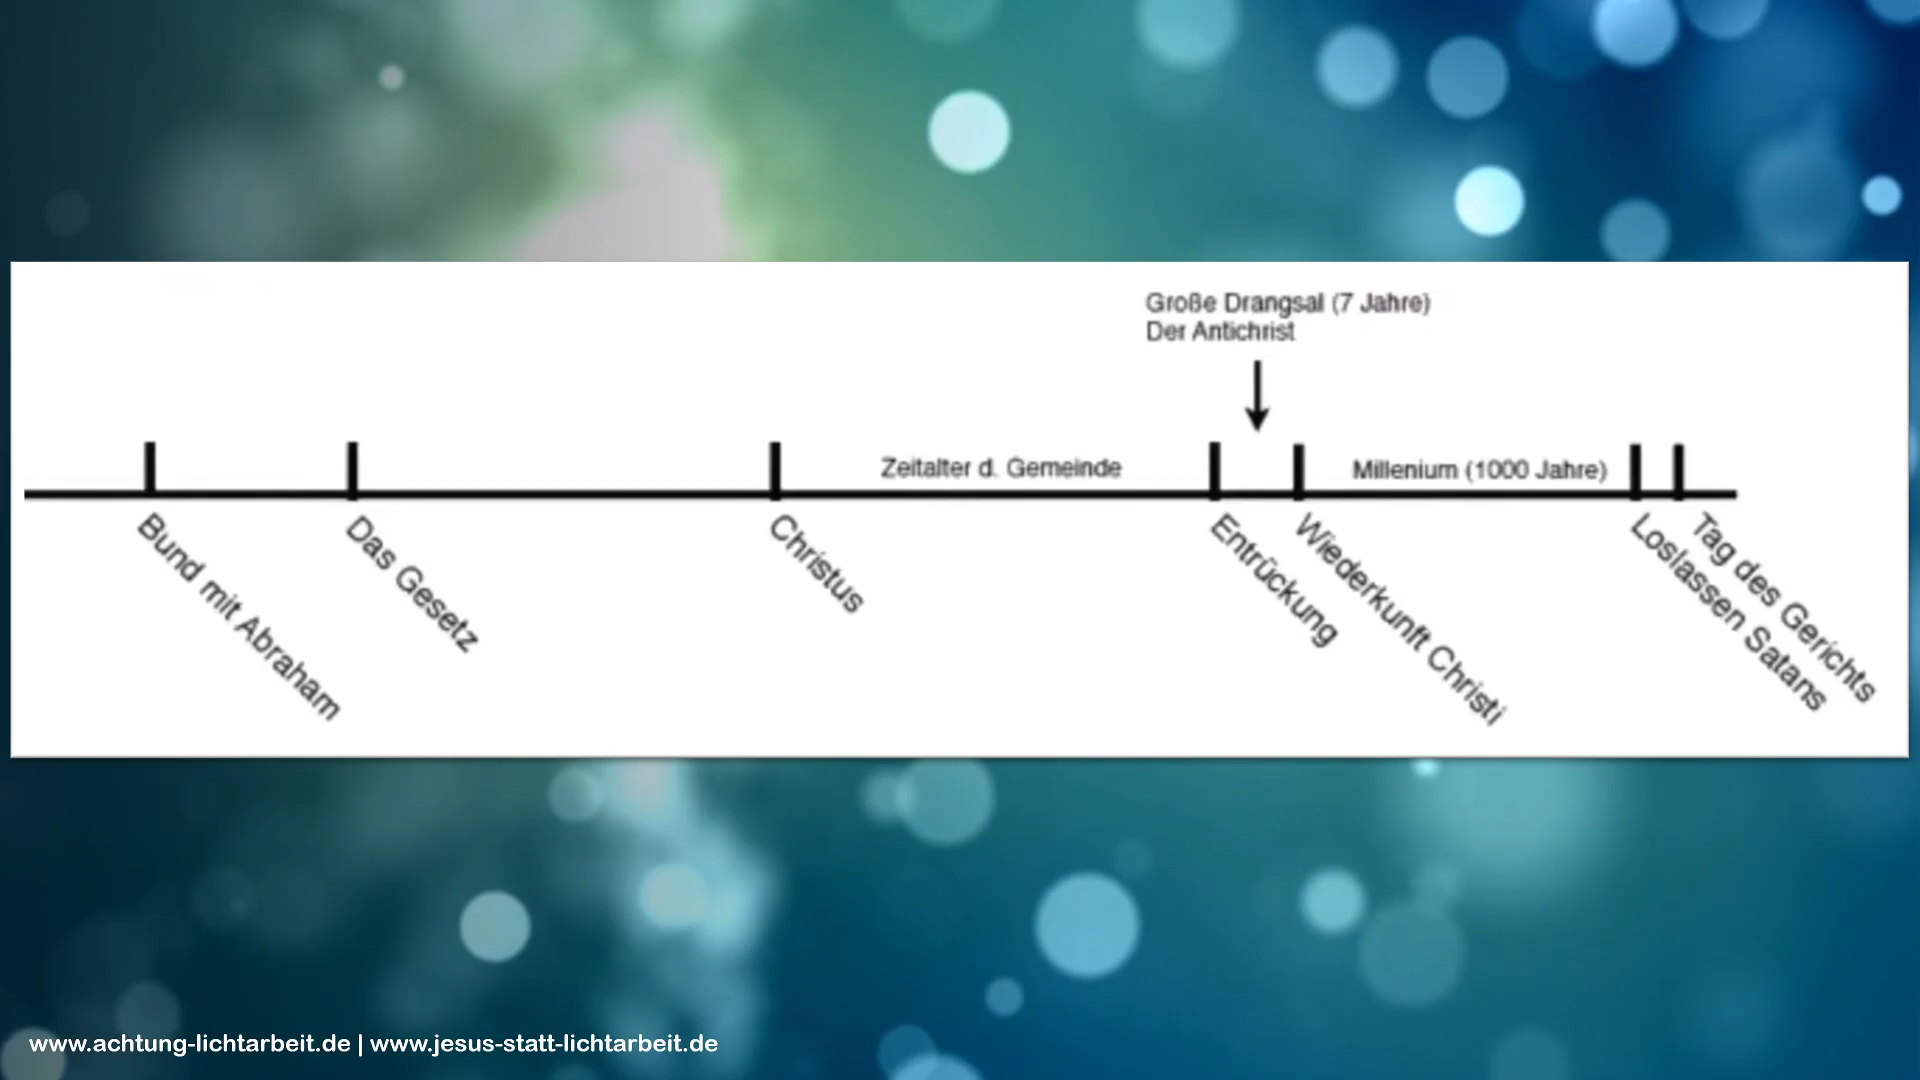 Große Drangsal (7 Jahre)
Der Antichrist
Zeitalter d. Gemeinde
Millenium (1000 Jahre)
Bund mit Abraham
Das Gesetz
Christus
Entrückung
Wiederkunft Christi
Loslassen Satans
Tag des Gerichts
www.achtung-lichtarbeit.de | www.jesus-statt-lichtarbeit.de